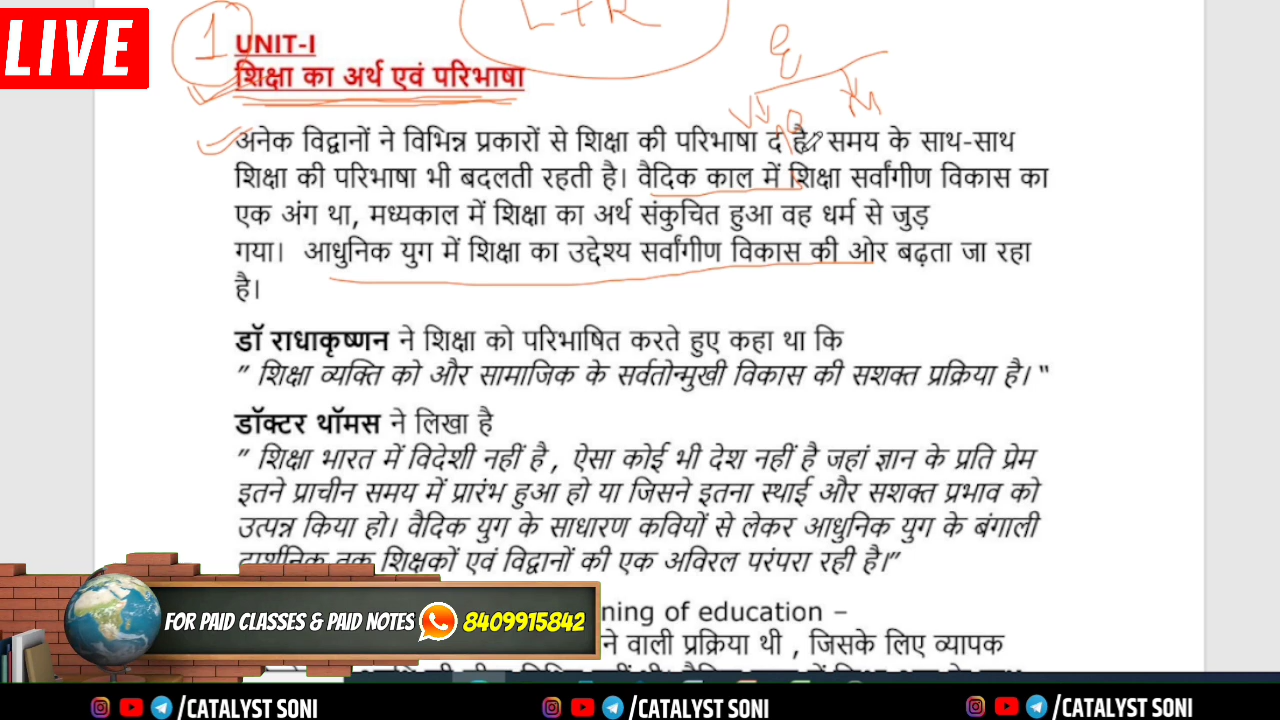 LIVE
L + R
1
UNIT-I
शिक्षा का अर्थ एवं परिभाषा
अनेक विद्वानों ने विभिन्न प्रकारों से शिक्षा की परिभाषा द है समय के साथ-साथ
शिक्षा की परिभाषा भी बदलती रहती है। वैदिक काल में शिक्षा सर्वांगीण विकास का
एक अंग था, मध्यकाल में शिक्षा का अर्थ संकुचित हुआ वह धर्म से जुड़
गया। आधुनिक युग में शिक्षा का उद्देश्य सर्वांगीण विकास की ओर बढ़ता जा रहा
है।
डॉ राधाकृष्णन ने शिक्षा को परिभाषित करते हुए कहा था कि
” शिक्षा व्यक्ति को और सामाजिक के सर्वतोन्मुखी विकास की सशक्त प्रक्रिया है। “
डॉक्टर थॉमस ने लिखा है
” शिक्षा भारत में विदेशी नहीं है , ऐसा कोई भी देश नहीं है जहां ज्ञान के प्रति प्रेम
इतने प्राचीन समय में प्रारंभ हुआ हो या जिसने इतना स्थाई और सशक्त प्रभाव को
उत्पन्न किया हो। वैदिक युग के साधारण कवियों से लेकर आधुनिक युग के बंगाली
दार्शनिक तक शिक्षकों एवं विद्वानों की एक अविरल परंपरा रही है।”
ning of education –
ने वाली प्रक्रिया थी , जिसके लिए व्यापक
FOR PAID CLASSES & PAID NOTES 8409915842
/CATALYST SONI /CATALYST SONI /CATALYST SONI